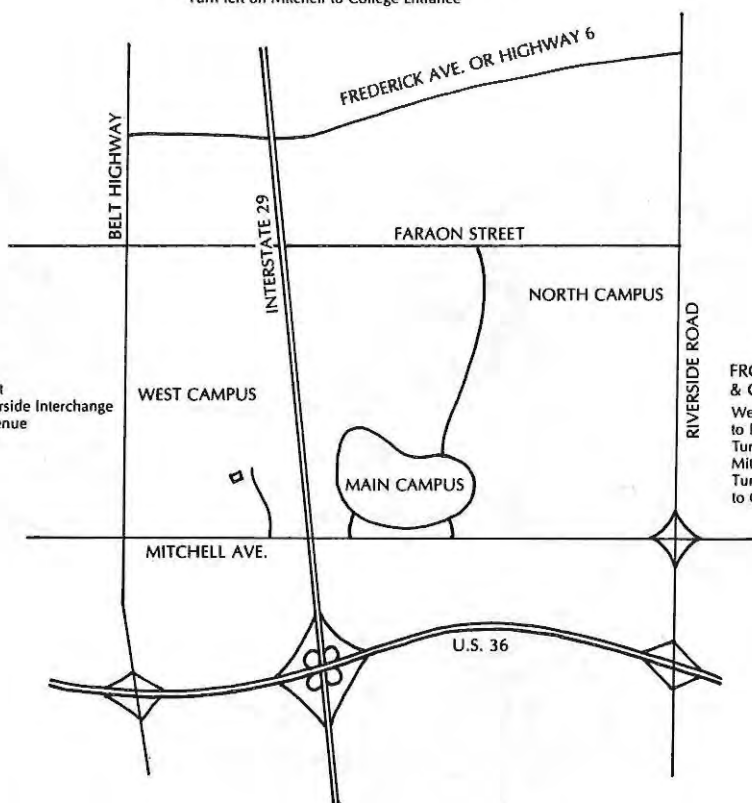 Turn left on Mitchell to College Entrance
FREDERICK AVE. OR HIGHWAY 6
BELT HIGHWAY
INTERSTATE 29
FARAON STREET
NORTH CAMPUS
RIVERSIDE ROAD
WEST CAMPUS
MAIN CAMPUS
MITCHELL AVE.
U.S. 36
rside Interchange
enue
FRO
& C
We
to
Tur
Mit
Tur
to C